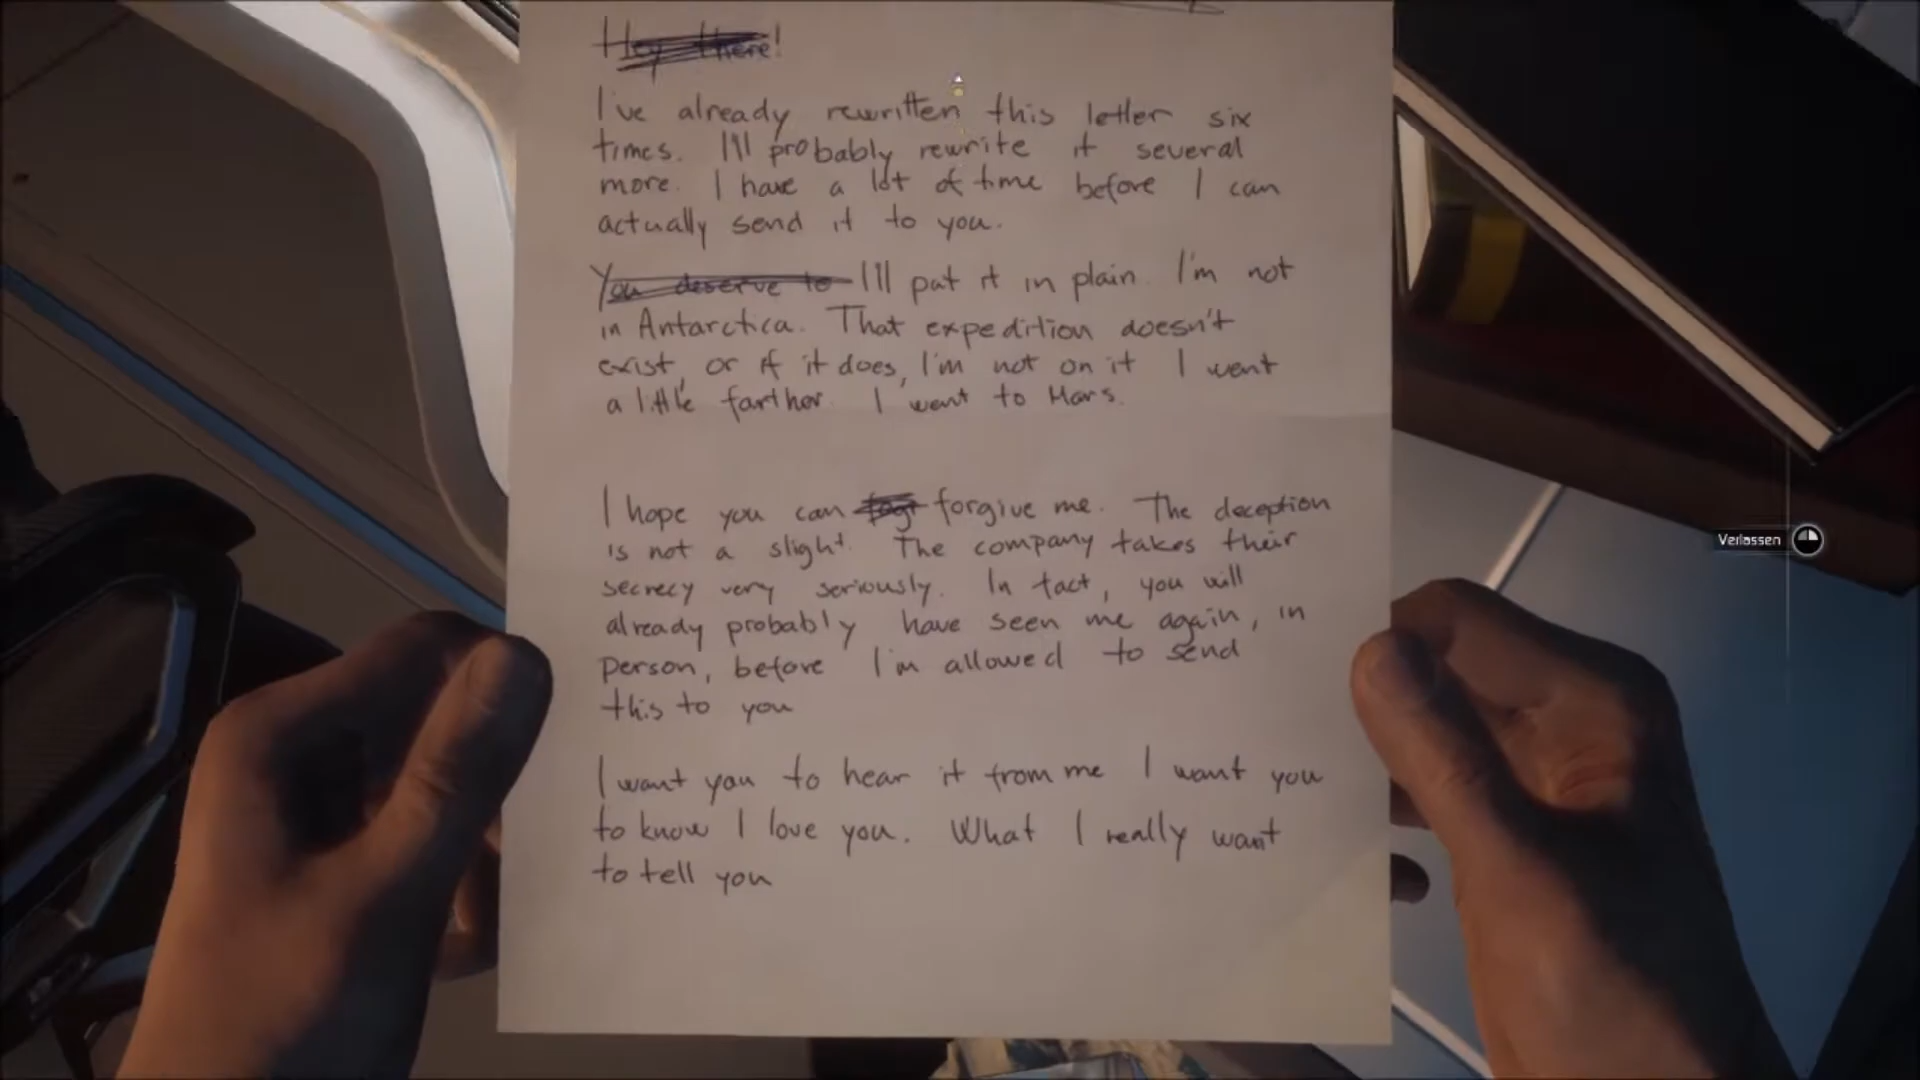 Hey there!
I've already rewritten this letter six
times. I'll probably rewrite it several
more. I have a lot of time before I can
actually send it to you.
You deserve to I'll put it in plain. I'm not
in Antarctica. That expedition doesn't
exist, or if it does, I'm not on it I went
a little farther. I went to Mars.
I hope you can forgive me. The deception
is not a slight. The company takes their
secrecy very seriously. In fact, you will
already probably have seen me again, in
person, before I'm allowed to send
this to you
Verlassen
I want you to hear it from me I want you
to know I love you. What I really want
to tell you